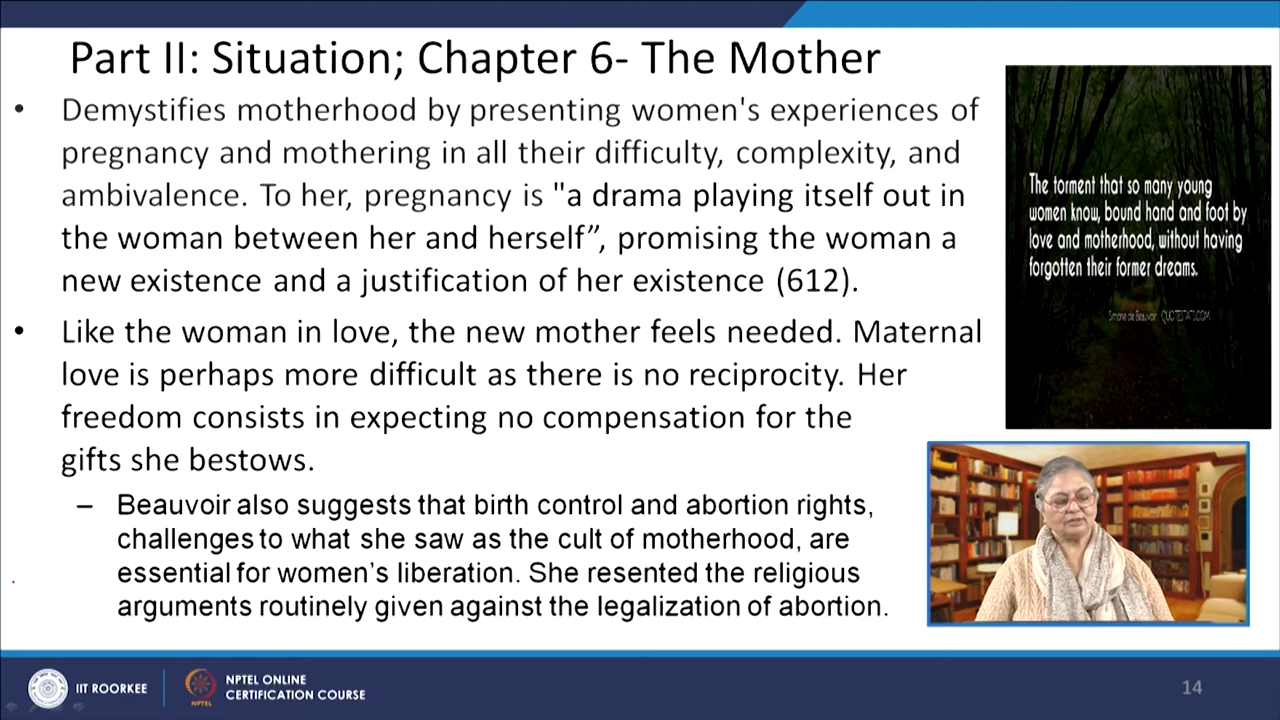 Part II: Situation; Chapter 6- The Mother
• Demystifies motherhood by presenting women's experiences of
pregnancy and mothering in all their difficulty, complexity, and
ambivalence. To her, pregnancy is "a drama playing itself out in
the woman between her and herself”, promising the woman a
new existence and a justification of her existence (612).
• Like the woman in love, the new mother feels needed. Maternal
love is perhaps more difficult as there is no reciprocity. Her
freedom consists in expecting no compensation for the
gifts she bestows.
– Beauvoir also suggests that birth control and abortion rights,
challenges to what she saw as the cult of motherhood, are
essential for women’s liberation. She resented the religious
arguments routinely given against the legalization of abortion.
The torment that so many young
women know, bound hand and foot by
love and motherhood, without having
forgotten their former dreams.
Simone de Beauvoir QUOTESTATS.COM
IIT ROORKEE
NPTEL
NPTEL ONLINE
CERTIFICATION COURSE
14